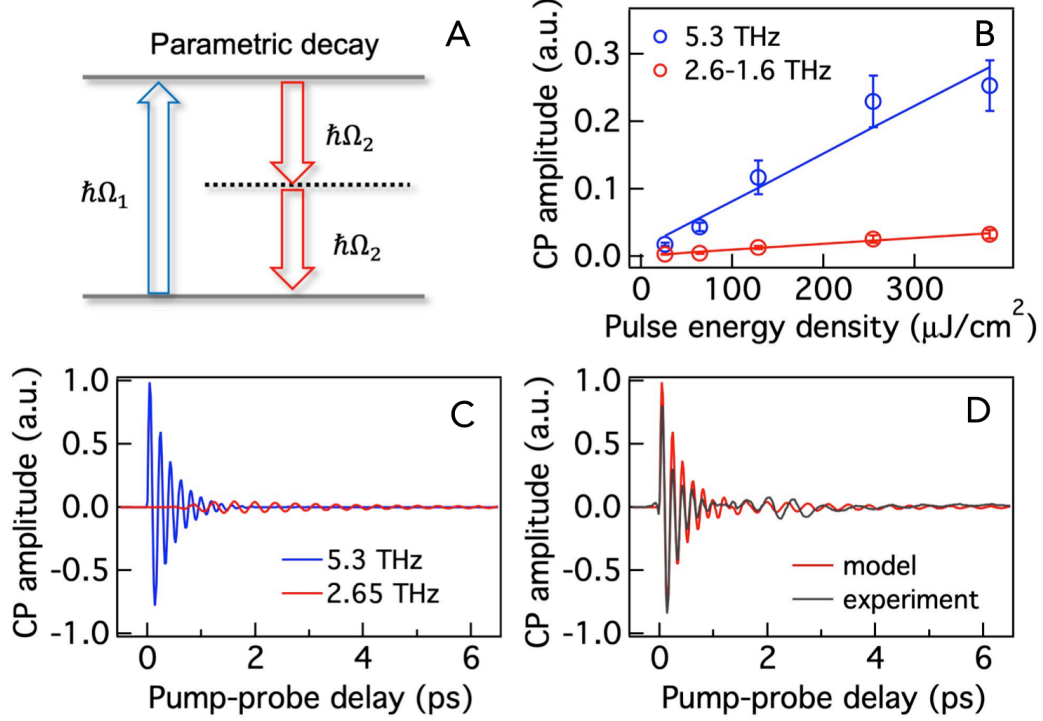 Parametric decay
A
ħΩ₁
ħΩ₂
ħΩ₂
B
5.3 THz
2.6-1.6 THz
CP amplitude (a.u.)
0.3
0.2
0.1
0.0
0 100 200 300
Pulse energy density (μJ/cm²)
C
CP amplitude (a.u.)
1.0
0.5
0.0
-0.5
-1.0
5.3 THz
2.65 THz
0 2 4 6
Pump-probe delay (ps)
D
CP amplitude (a.u.)
1.0
0.5
0.0
-0.5
-1.0
model
experiment
0 2 4 6
Pump-probe delay (ps)